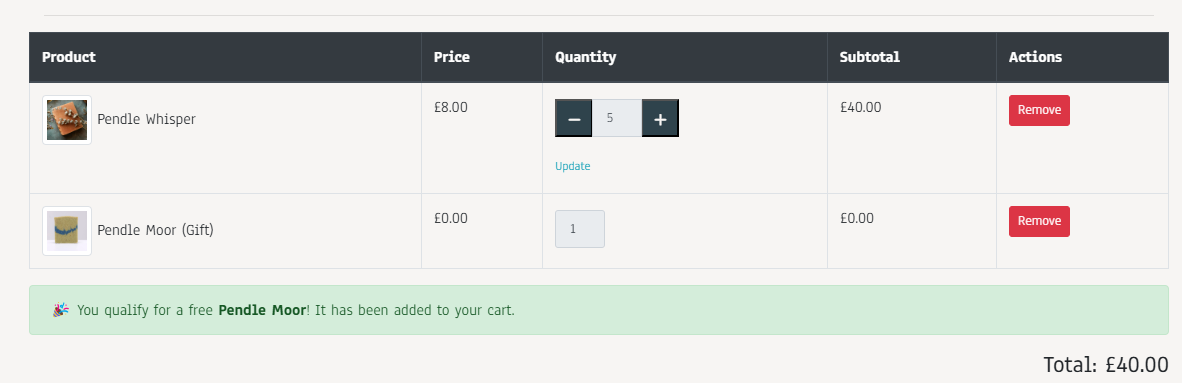 Product Price Quantity Subtotal Actions
Pendle Whisper £8.00 − 5 + £40.00 Remove
Update
Pendle Moor (Gift) £0.00 1 £0.00 Remove
🎉 You qualify for a free Pendle Moor! It has been added to your cart.
Total: £40.00